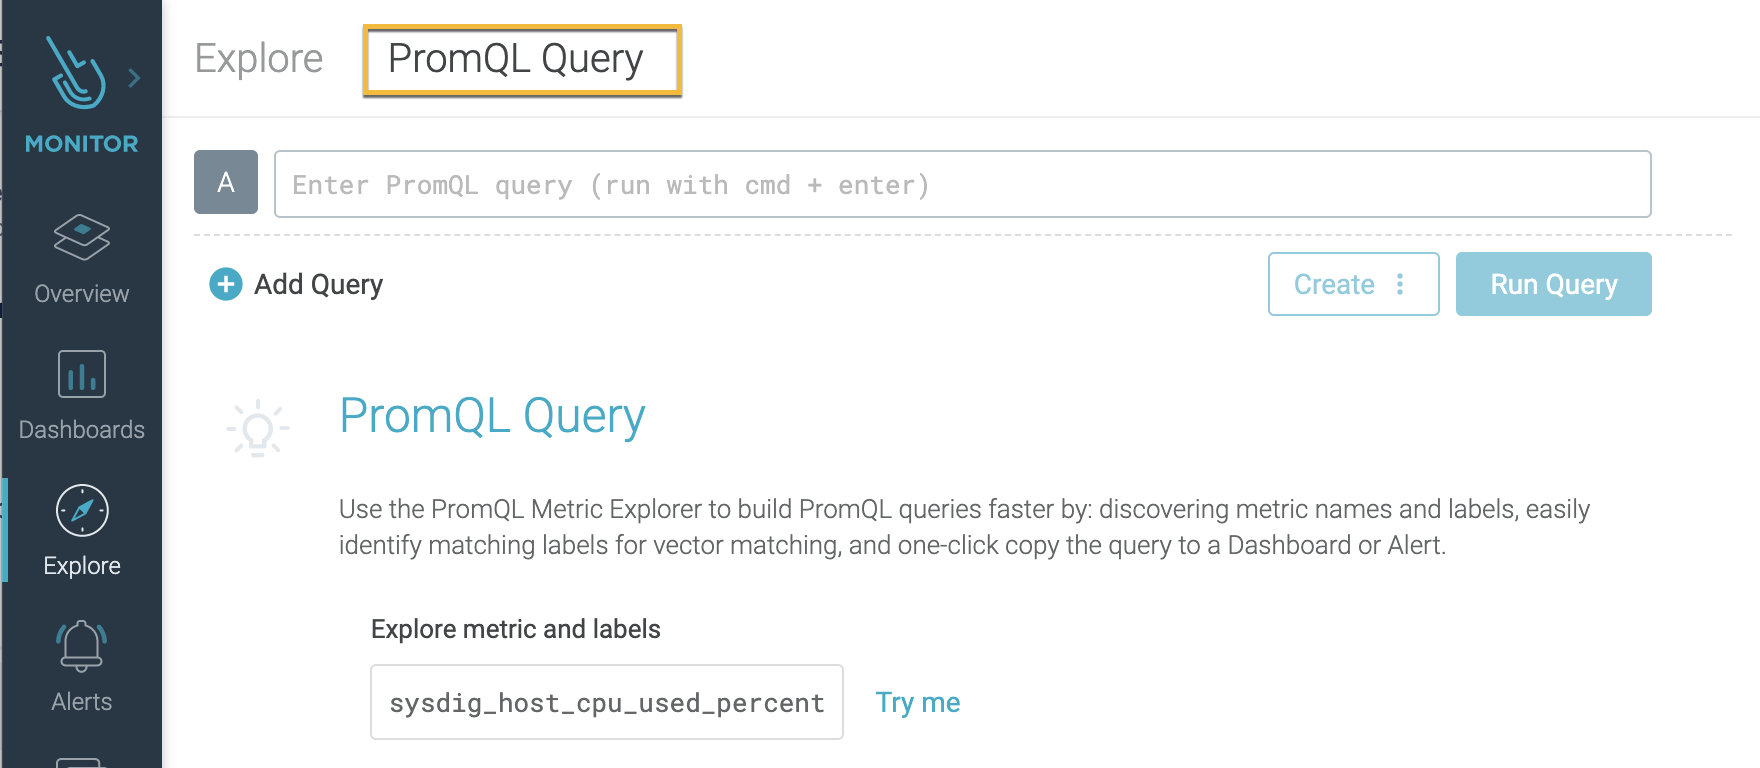 MONITOR
Overview
Dashboards
Explore
Alerts
Explore
PromQL Query
A
Enter PromQL query (run with cmd + enter)
Add Query
Create
Run Query
PromQL Query
Use the PromQL Metric Explorer to build PromQL queries faster by: discovering metric names and labels, easily
identify matching labels for vector matching, and one-click copy the query to a Dashboard or Alert.
Explore metric and labels
sysdig_host_cpu_used_percent
Try me